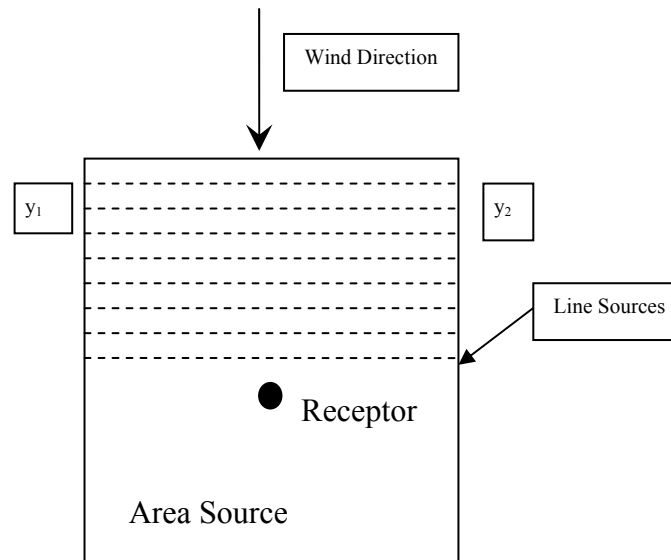 Wind Direction
y₁
y₂
Line Sources
Receptor
Area Source